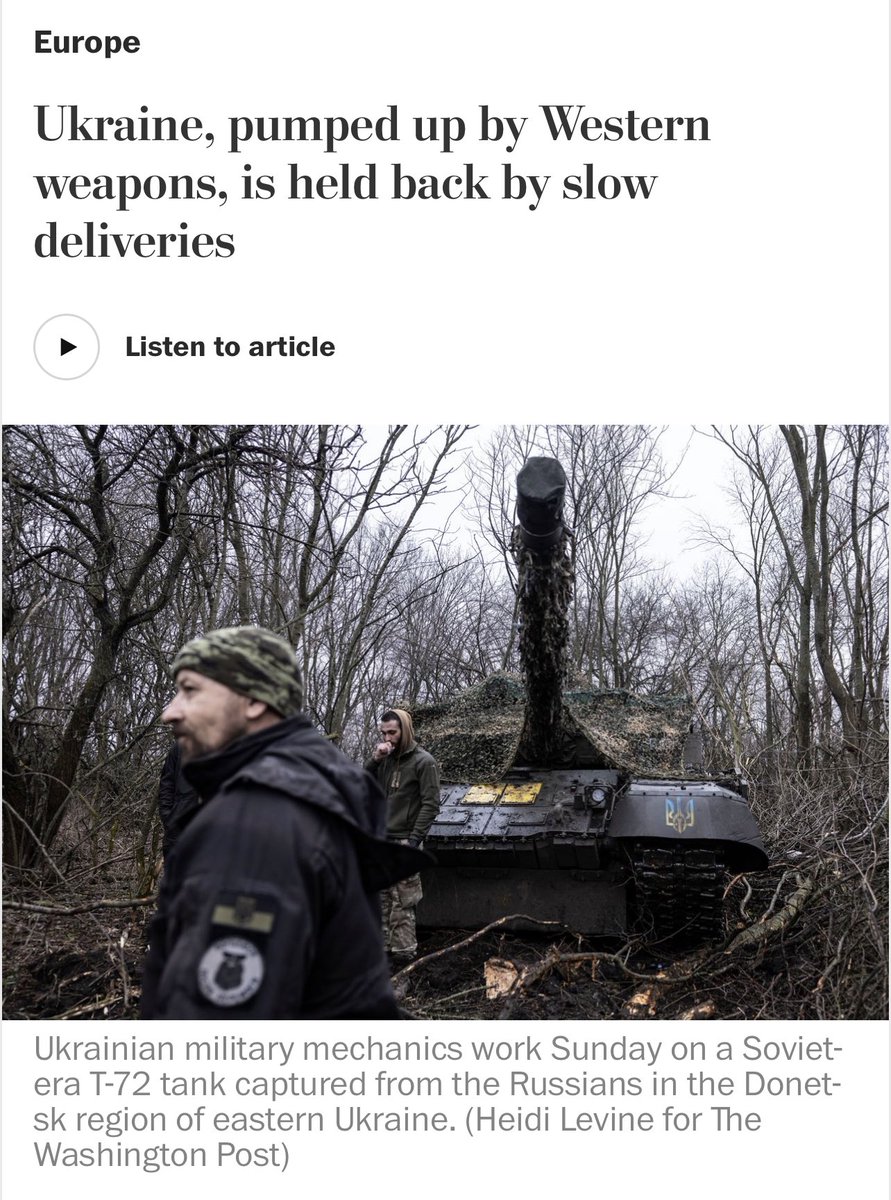 Europe
Ukraine, pumped up by Western
weapons, is held back by slow
deliveries
Listen to article
Ukrainian military mechanics work Sunday on a Soviet-
era T-72 tank captured from the Russians in the Donet-
sk region of eastern Ukraine. (Heidi Levine for The
Washington Post)